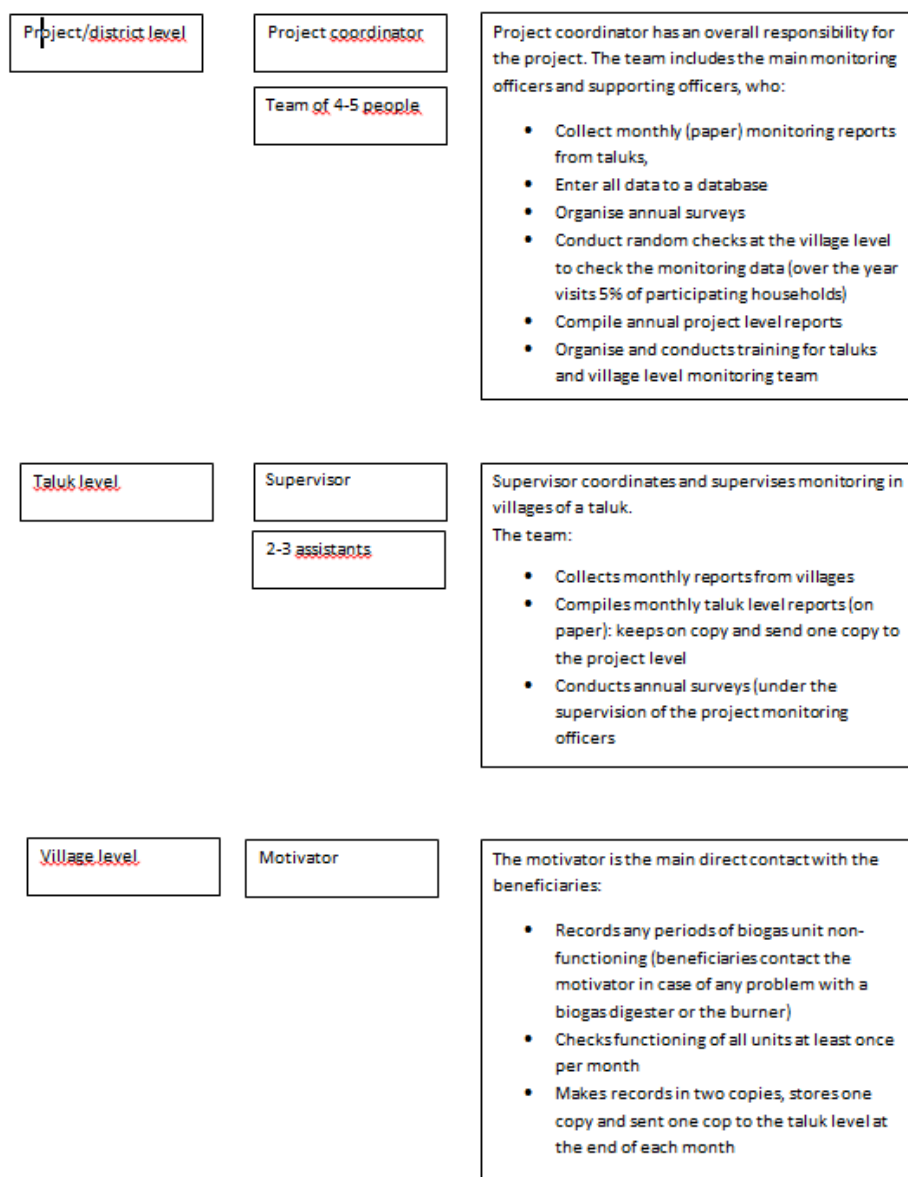 Project/district level
Project coordinator
Team of 4-5 people
Project coordinator has an overall responsibility for
the project. The team includes the main monitoring
officers and supporting officers, who:
• Collect monthly (paper) monitoring reports
from taluks,
• Enter all data to a database
• Organise annual surveys
• Conduct random checks at the village level
to check the monitoring data (over the year
visits 5% of participating households)
• Compile annual project level reports
• Organise and conducts training for taluks
and village level monitoring team
Taluk level
Supervisor
2-3 assistants
Supervisor coordinates and supervises monitoring in
villages of a taluk.
The team:
• Collects monthly reports from villages
• Compiles monthly taluk level reports (on
paper): keeps on copy and send one copy to
the project level
• Conducts annual surveys (under the
supervision of the project monitoring
officers
Village level
Motivator
The motivator is the main direct contact with the
beneficiaries:
• Records any periods of biogas unit non-
functioning (beneficiaries contact the
motivator in case of any problem with a
biogas digester or the burner)
• Checks functioning of all units at least once
per month
• Makes records in two copies, stores one
copy and sent one cop to the taluk level at
the end of each month